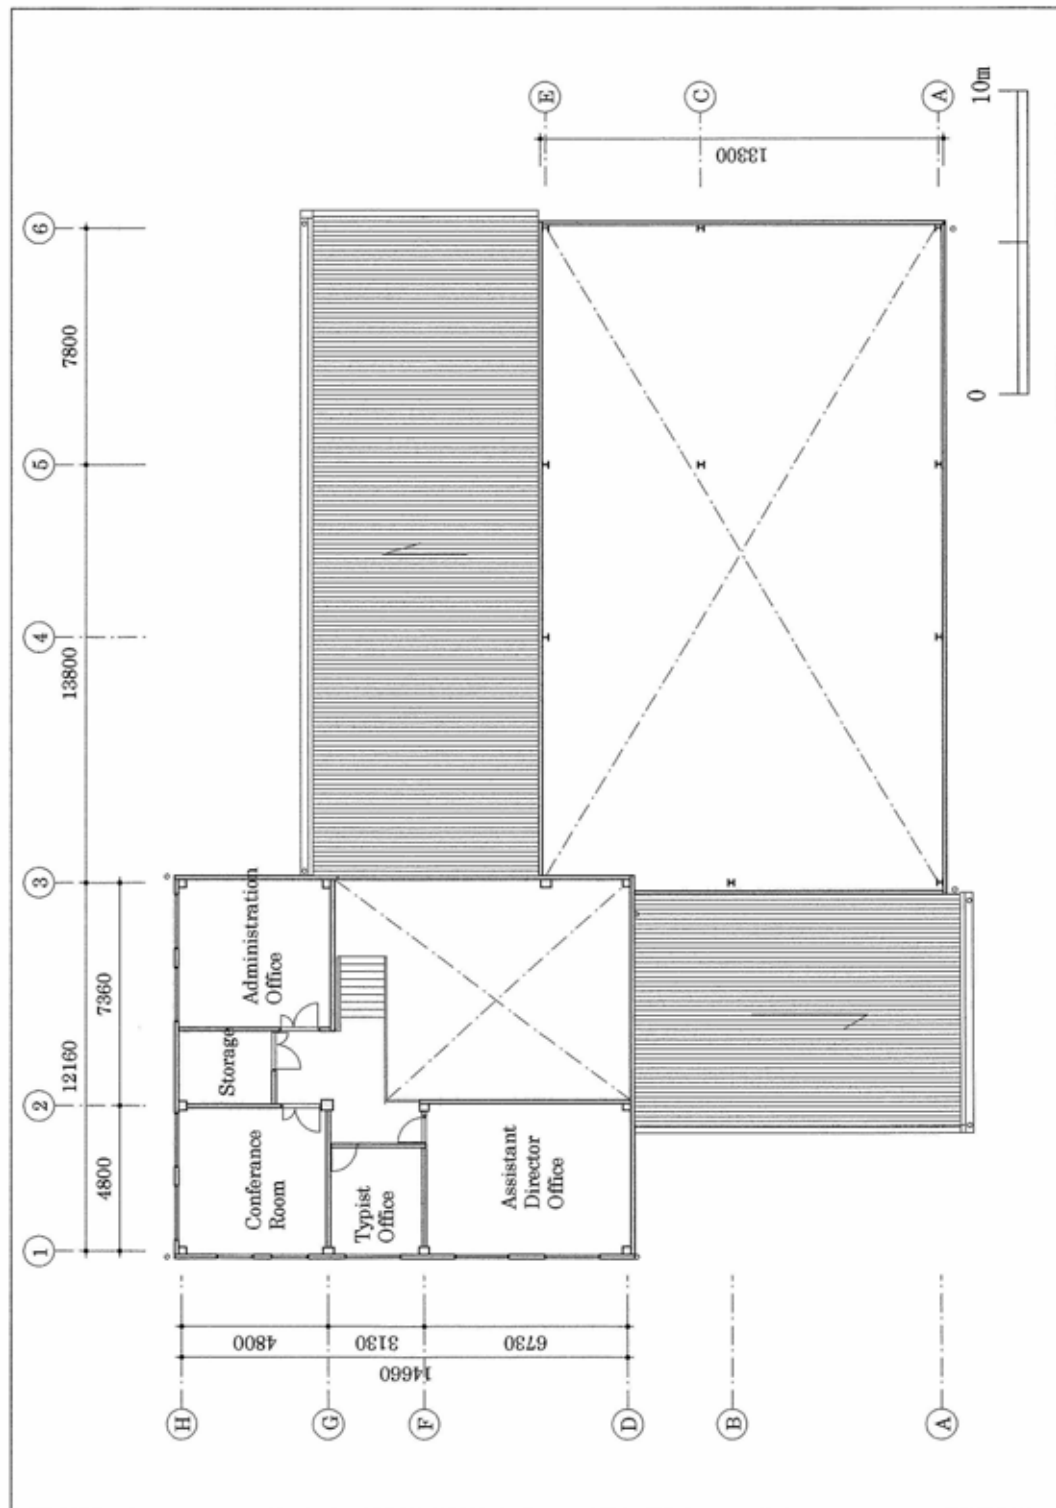 1
2
3
4
5
6
4800
7360
12160
13800
7800
H
G
F
D
B
A
4800
3130
6730
14660
E
C
A
13300
Conferance
Room
Storage
Administration
Office
Typist
Office
Assistant
Director
Office
0
10m